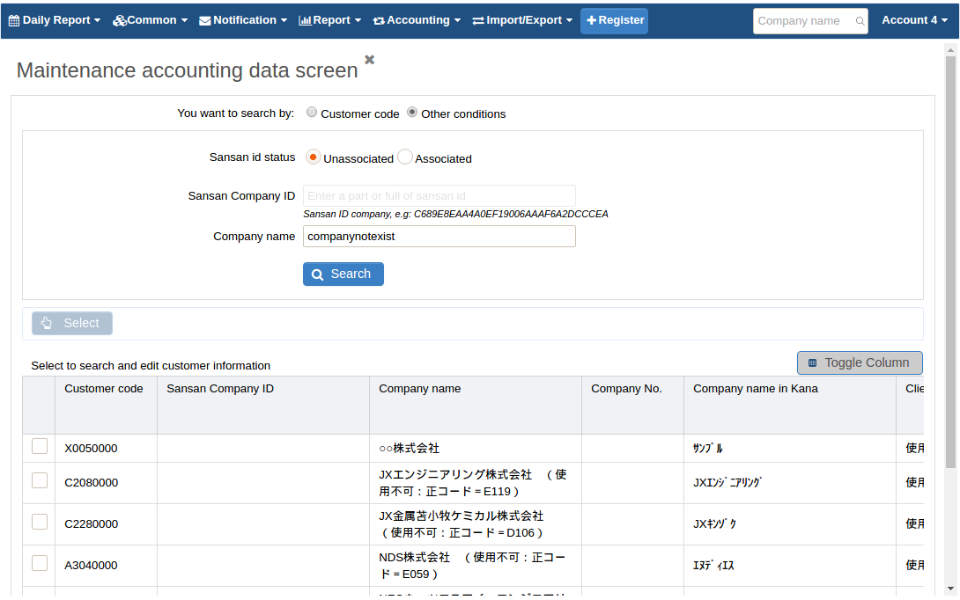 Daily Report Common Notification Report Accounting Import/Export Register Company name Account 4
Maintenance accounting data screen
You want to search by: Customer code Other conditions
Sansan id status Unassociated Associated
Sansan Company ID Enter a part or full of sansan id
Sansan ID company, e.g: C689E8EAA4A0EF19006AAAF6A2DCCCEA
Company name companynotexist
Search
Select
Select to search and edit customer information Toggle Column
Customer code Sansan Company ID Company name Company No. Company name in Kana Clie
X0050000 ○○株式会社 ｻﾝﾌﾟﾙ 使用
JXエンジニアリング株式会社 （使
C2080000 JXｴﾝｼﾞﾆｱﾘﾝｸﾞ 使用
用不可：正コード＝E119）
JX金属苫小牧ケミカル株式会社
C2280000 JXｷﾝｿﾞｸ 使用
（使用不可：正コード＝D106）
NDS株式会社 （使用不可：正コー
A3040000 ｴﾇﾃﾞｨｴｽ 使用
ド＝E059）